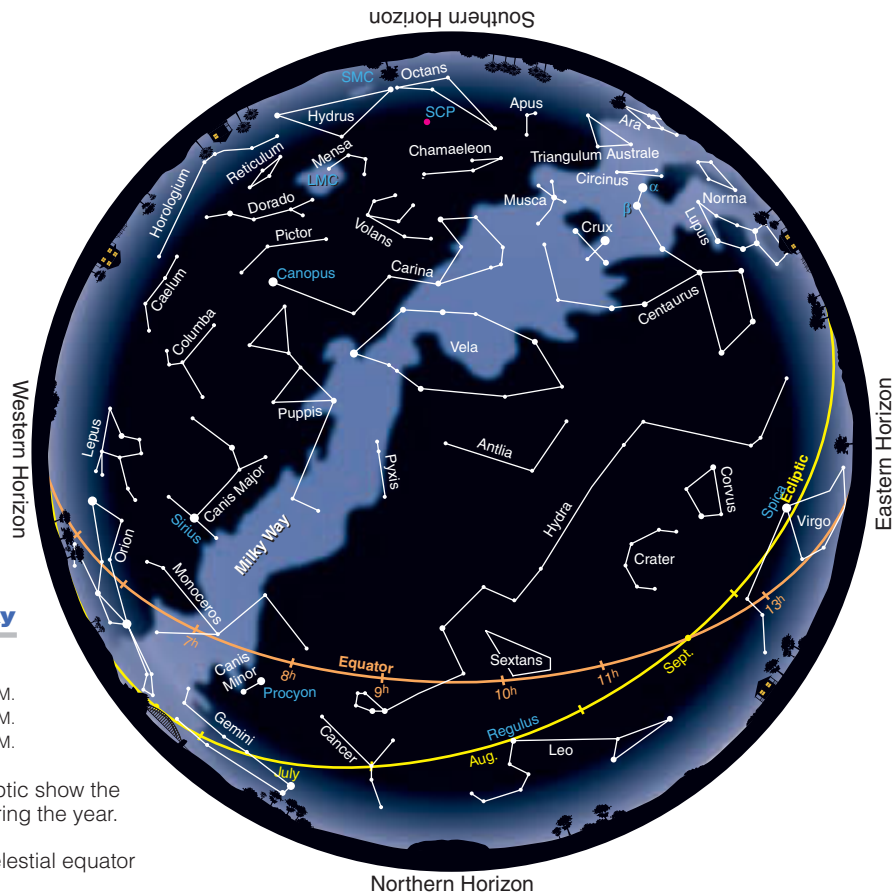 Southern Horizon
SMC
Octans
SCP
Hydrus
Apus
Ara
Mensa
Reticulum
LMC
Chamaeleon
Triangulum Australe
Circinus
α
β
Musca
Norma
Lupus
Horologium
Dorado
Volans
Pictor
Crux
Canopus
Carina
Caelum
Centaurus
Columba
Vela
Western Horizon
Eastern Horizon
Puppis
Lepus
Antlia
Canis Major
Pyxis
Corvus
Hydra
Sirius
Spica
Ecliptic
Virgo
Orion
Milky Way
Crater
Monoceros
7h
Equator
8h
9h
10h
11h
13h
Sextans
Sept.
Canis
Minor
Procyon
Gemini
Cancer
Regulus
Leo
July
Aug.
y
M.
M.
M.
ptic show the
ring the year.
elestial equator
Northern Horizon